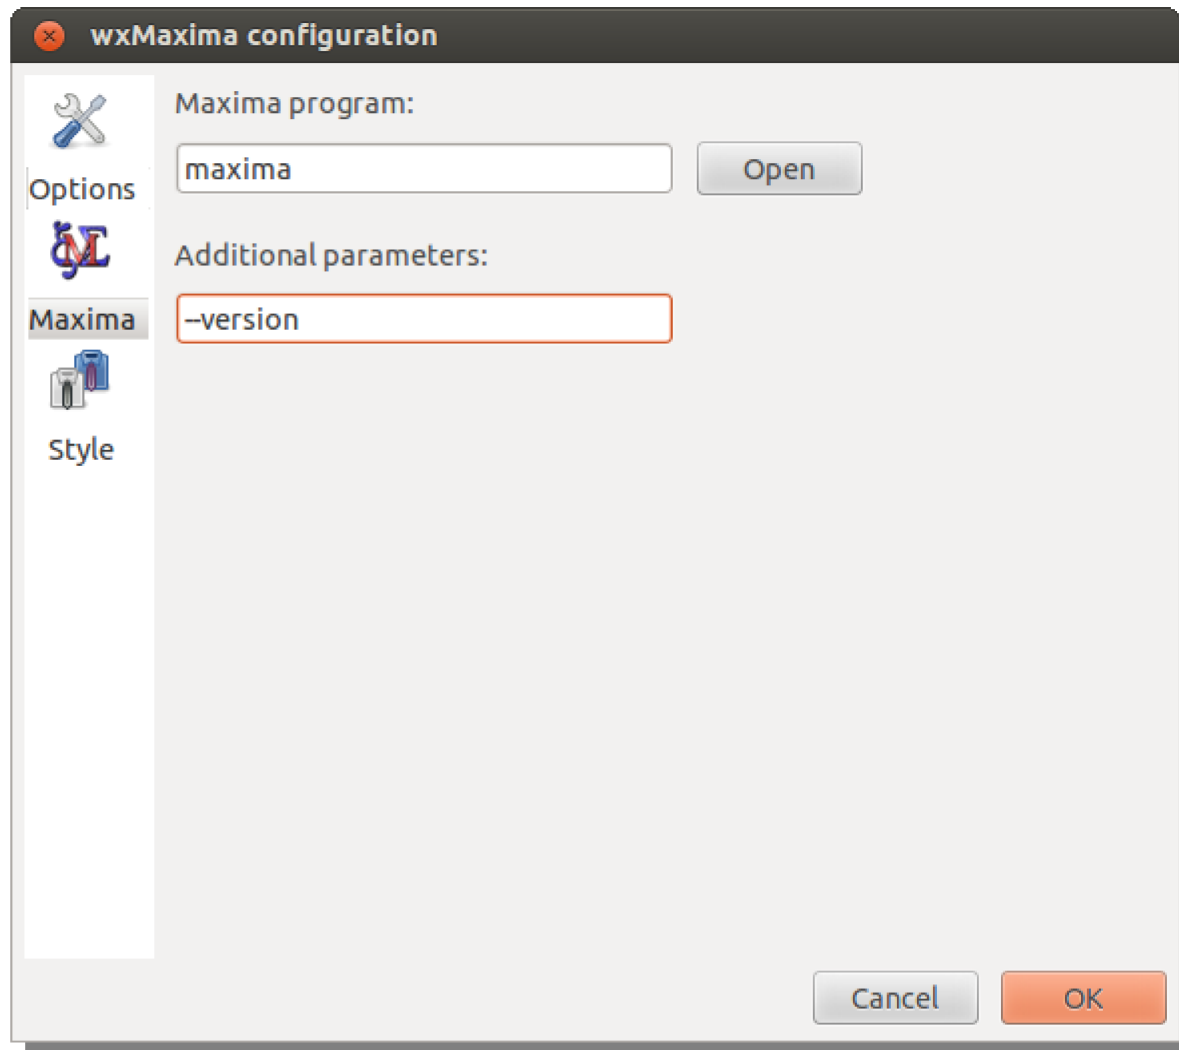 wxMaxima configuration
Maxima program:
maxima
Open
Options
Additional parameters:
--version
Maxima
Style
Cancel
OK